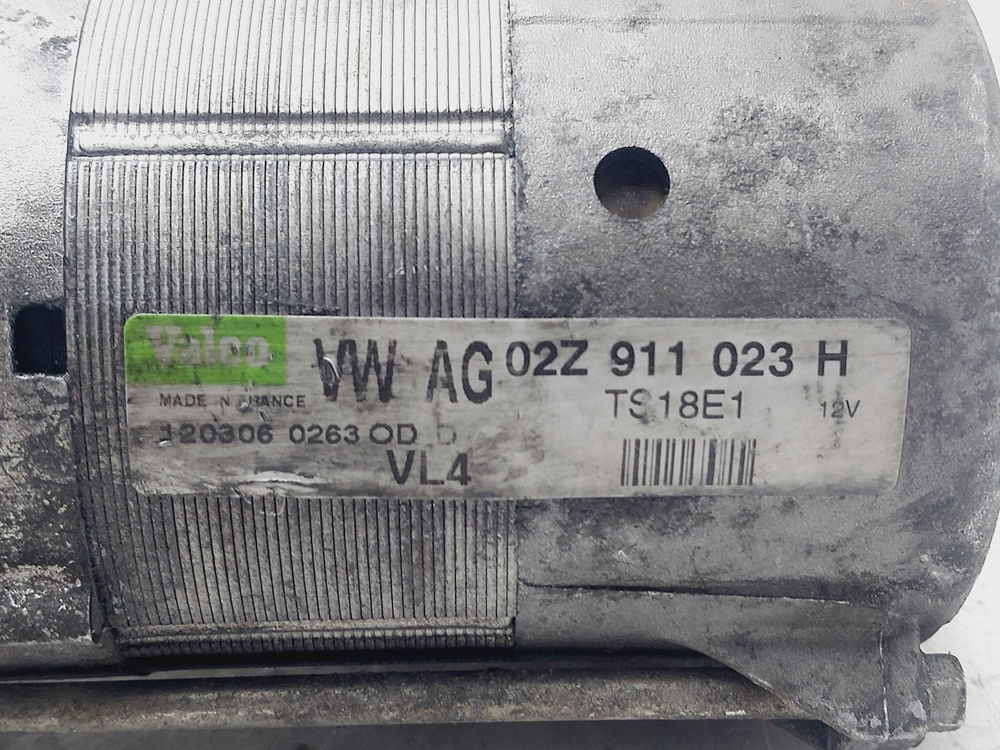 Valeo VW AG 02Z 911 023 H
MADE IN FRANCE TS18E1 12V
120306 0263 OD D
VL4